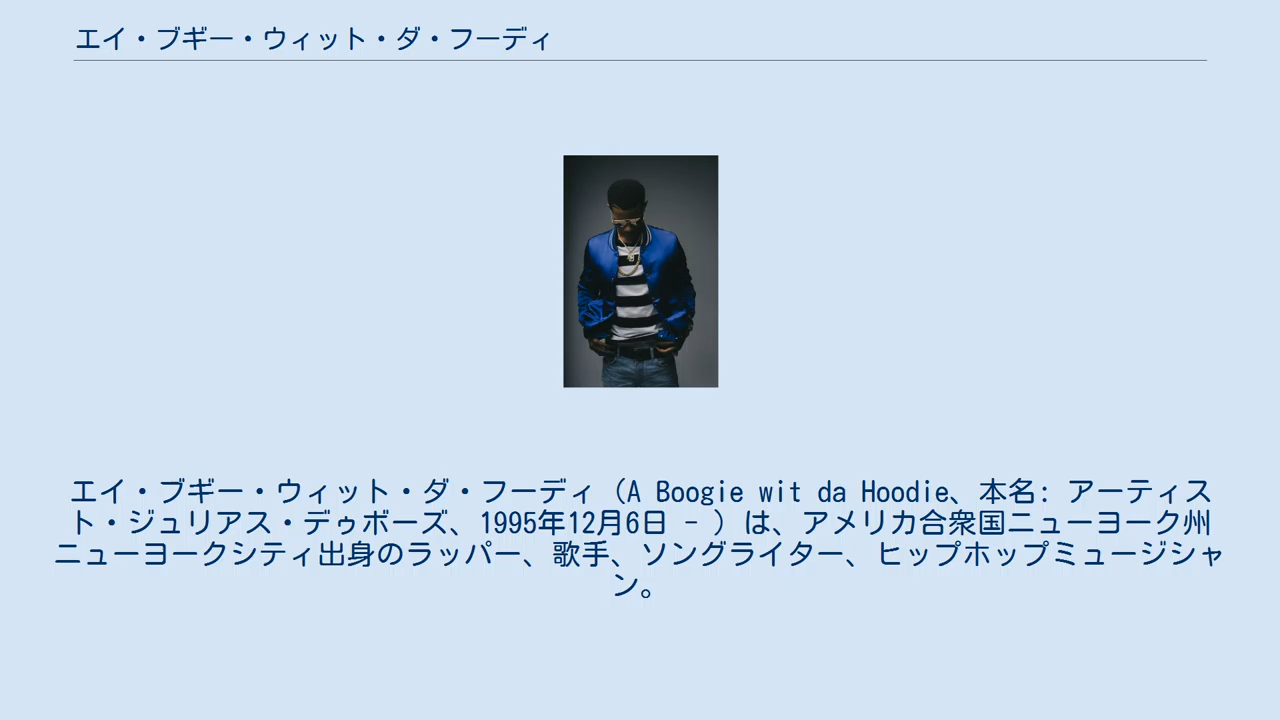 エイ・ブギー・ウィット・ダ・フーディ
エイ・ブギー・ウィット・ダ・フーディ（A Boogie wit da Hoodie、本名: アーティス
ト・ジュリアス・デゥボーズ、1995年12月6日 - ）は、アメリカ合衆国ニューヨーク州
ニューヨークシティ出身のラッパー、歌手、ソングライター、ヒップホップミュージシャ
ン。